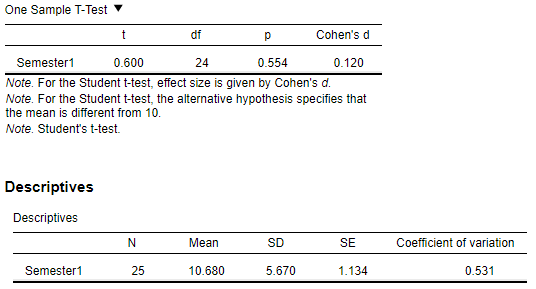 One Sample T-Test ▼
t df p Cohen's d
Semester1 0.600 24 0.554 0.120
Note. For the Student t-test, effect size is given by Cohen's d.
Note. For the Student t-test, the alternative hypothesis specifies that
the mean is different from 10.
Note. Student's t-test.
Descriptives
Descriptives
N Mean SD SE Coefficient of variation
Semester1 25 10.680 5.670 1.134 0.531